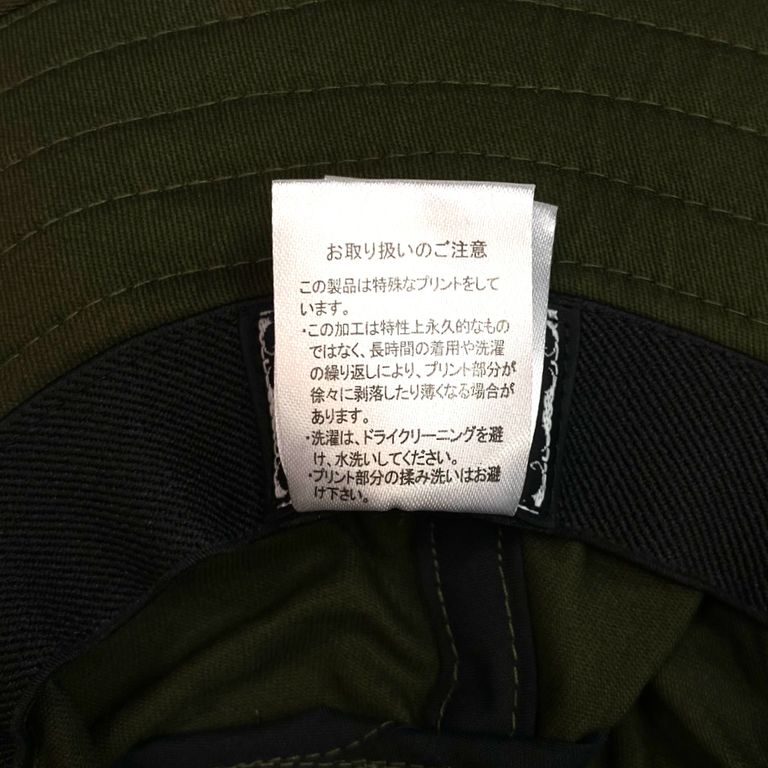 お取り扱いのご注意
この製品は特殊なプリントをして
います。
・この加工は特性上永久的なもの
ではなく、長時間の着用や洗濯
の繰り返しにより、プリント部分が
徐々に剥落したり薄くなる場合が
あります。
・洗濯は、ドライクリーニングを避
け、水洗いしてください。
・プリント部分の揉み洗いはお避
け下さい。